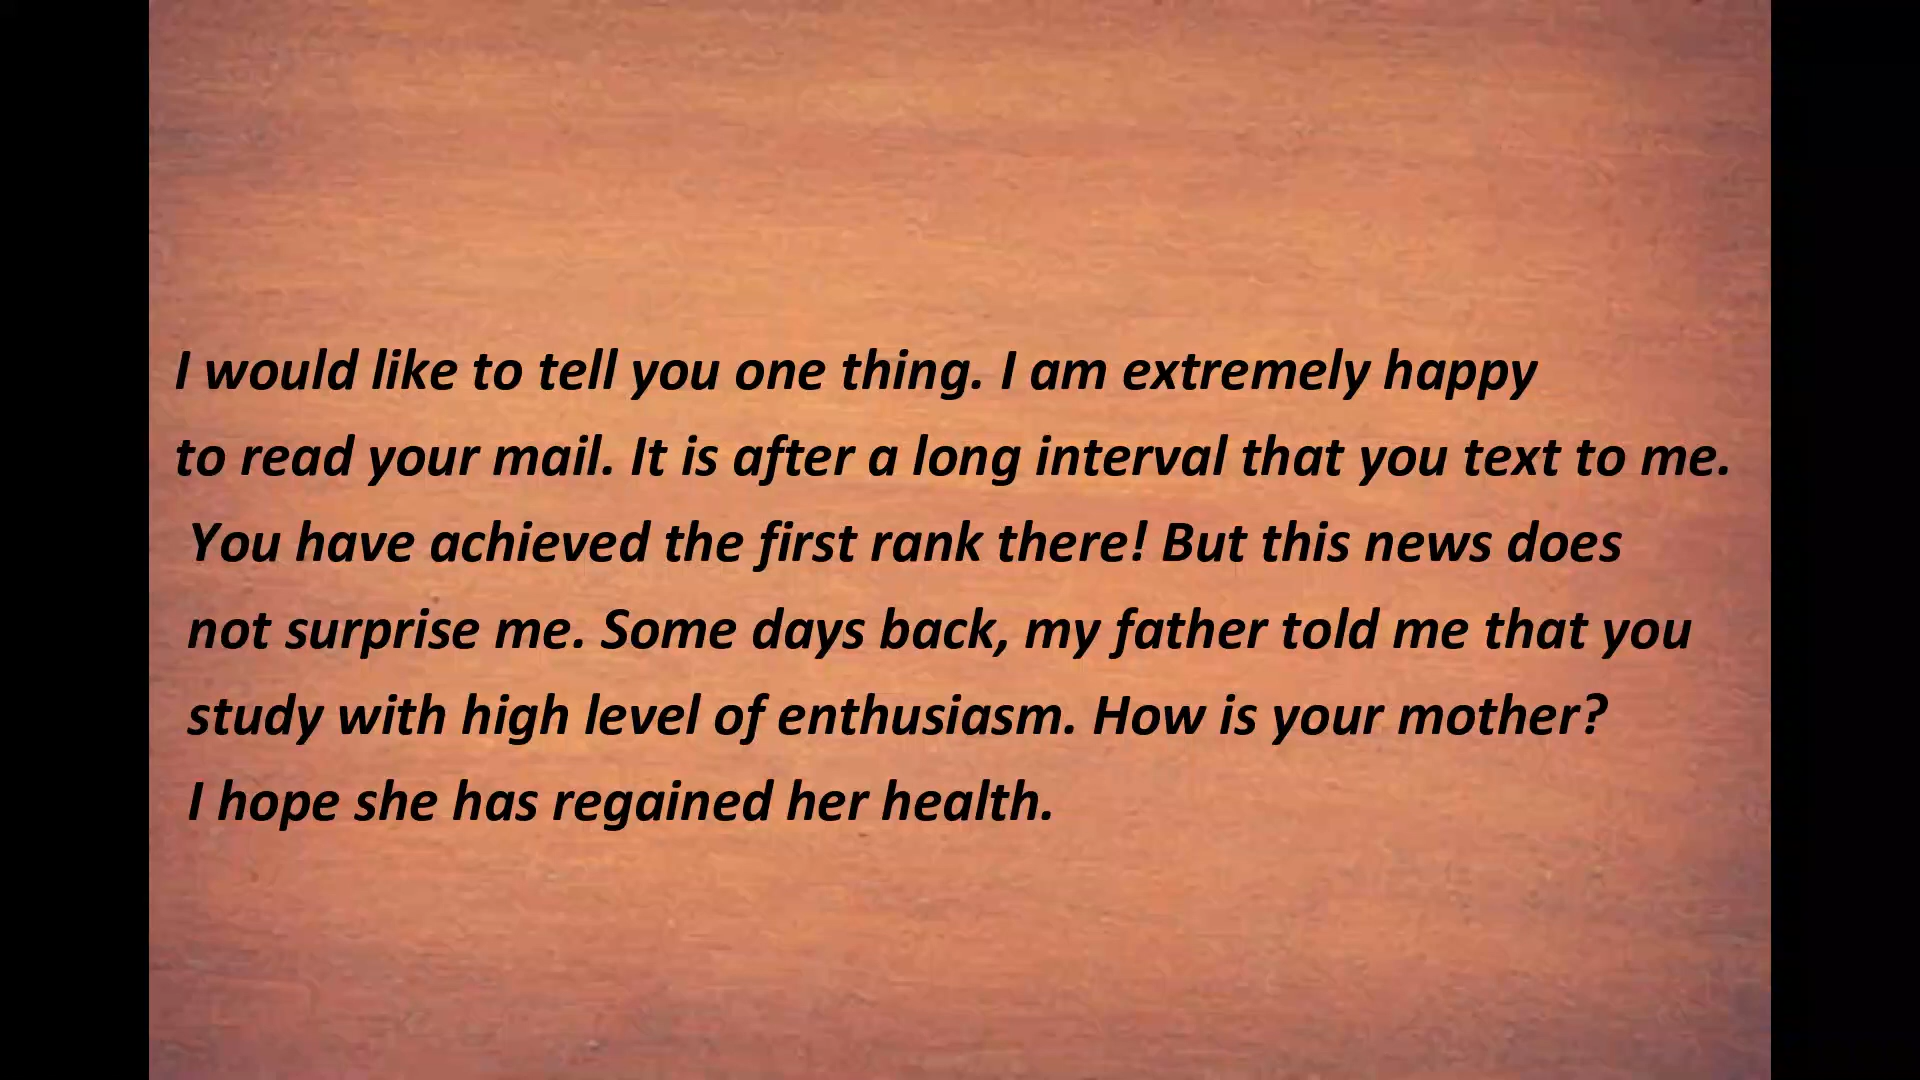 I would like to tell you one thing. I am extremely happy
to read your mail. It is after a long interval that you text to me.
You have achieved the first rank there! But this news does
not surprise me. Some days back, my father told me that you
study with high level of enthusiasm. How is your mother?
I hope she has regained her health.